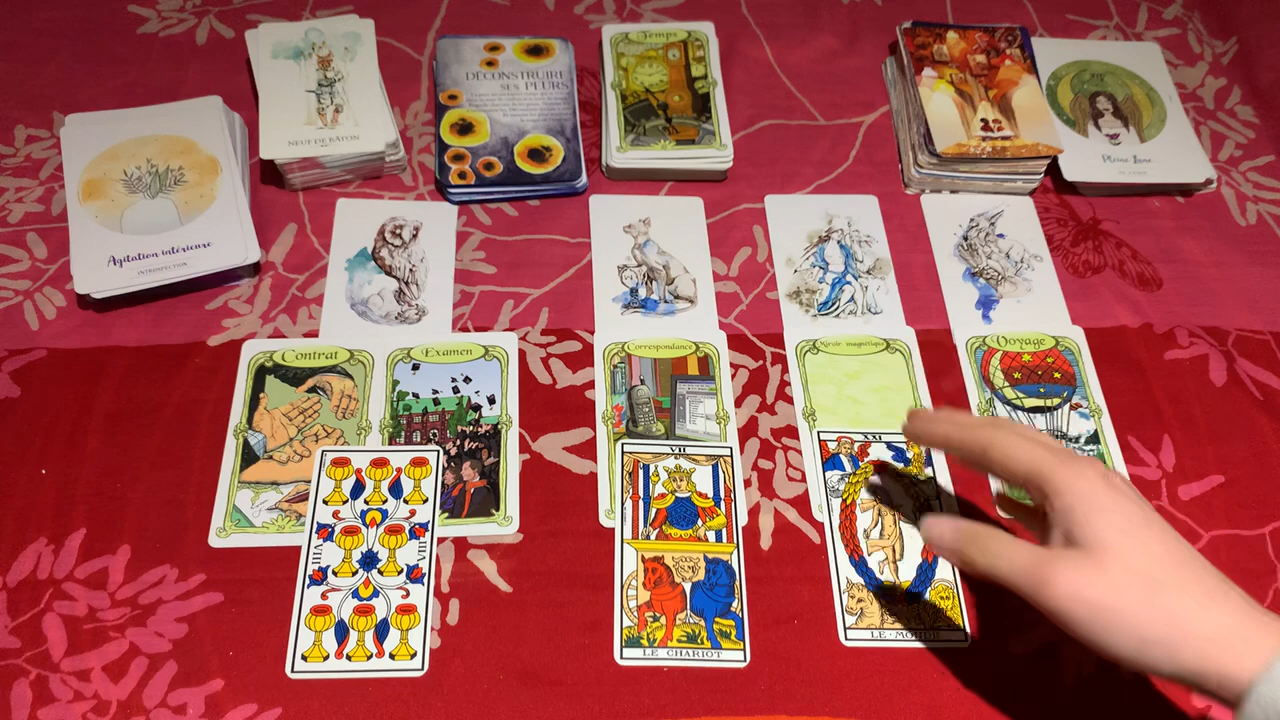 NEUF DE BÂTON
DÉCONSTRUIRE
SES PEURS
Temps
Pleine Lune
Agitation intérieure
INTROSPECTION
Contrat
Examen
Correspondance
Miroir magnétique
Voyage
VIII
VIII
VII
S M
LE CHARIOT
XXI
LE MONDE